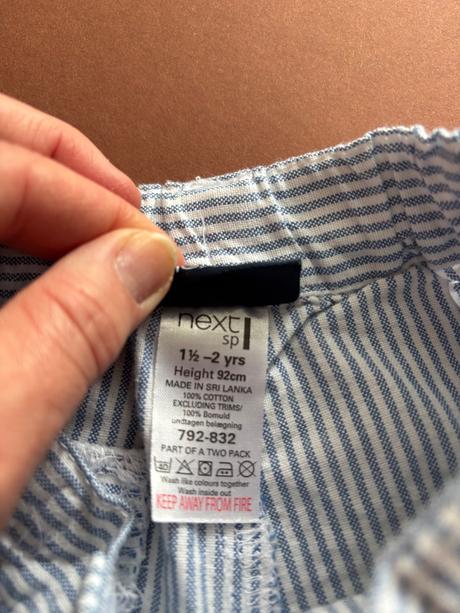 next
sp
1½ –2 yrs
Height 92cm
MADE IN SRI LANKA
100% COTTON
EXCLUDING TRIMS/
100% Bomuld
undtagen belægning
792-832
PART OF A TWO PACK
40
Wash like colours together
Wash inside out
KEEP AWAY FROM FIRE